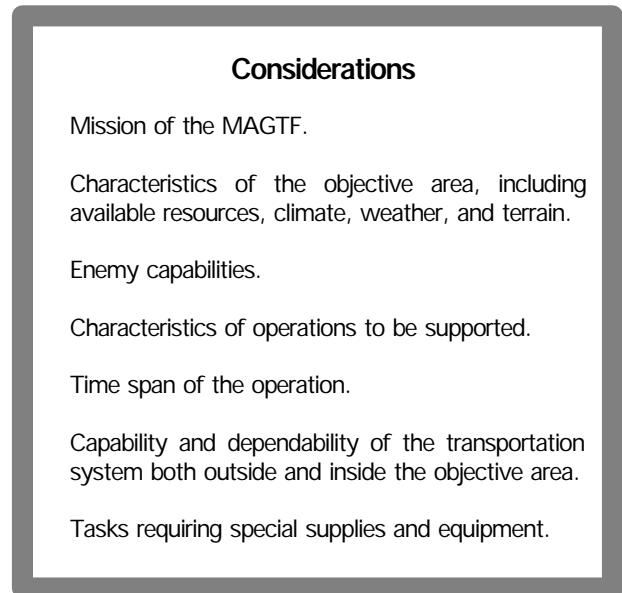 Considerations
Mission of the MAGTF.
Characteristics of the objective area, including
available resources, climate, weather, and terrain.
Enemy capabilities.
Characteristics of operations to be supported.
Time span of the operation.
Capability and dependability of the transportation
system both outside and inside the objective area.
Tasks requiring special supplies and equipment.